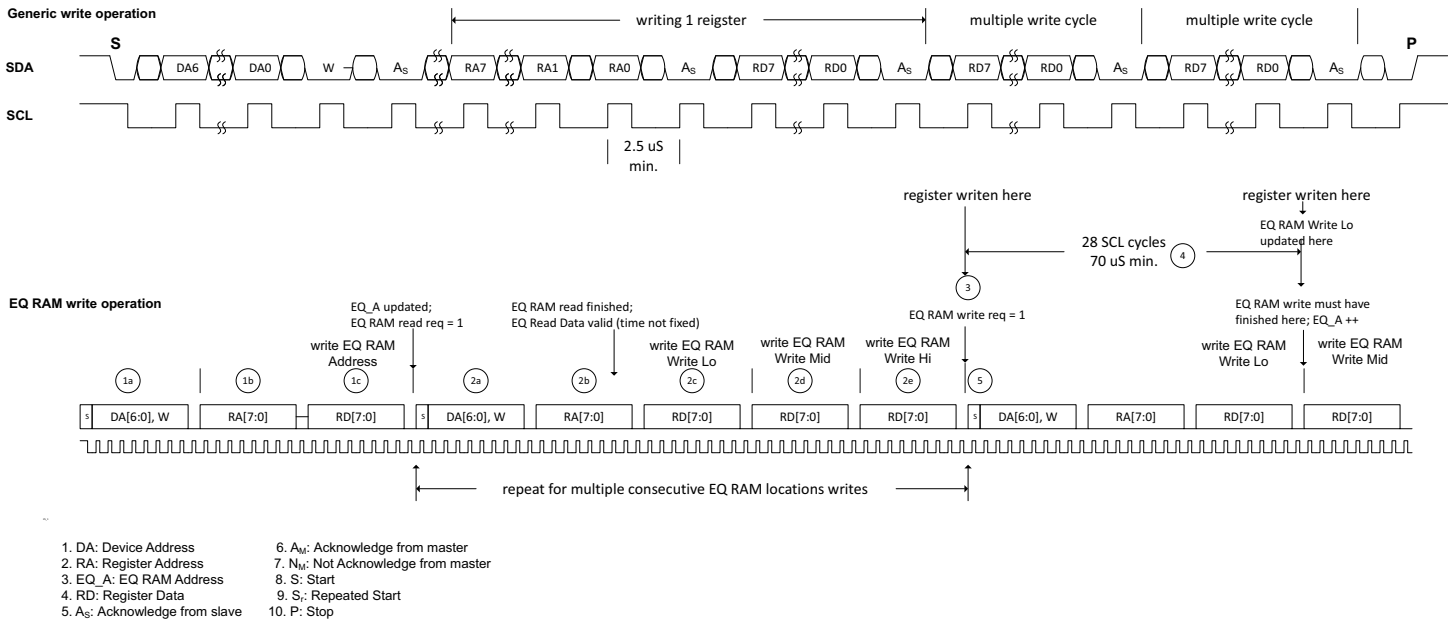 Generic write operation
writing 1 reigster
multiple write cycle
multiple write cycle
S
P
SDA
DA6
DA0
W
AS
RA7
RA1
RA0
AS
RD7
RD0
AS
RD7
RD0
AS
RD7
RD0
AS
SCL
2.5 uS
min.
register writen here
register writen here
EQ RAM Write Lo
updated here
28 SCL cycles
70 uS min.
4
3
EQ RAM write operation
EQ_A updated;
EQ RAM read req = 1
EQ RAM read finished;
EQ Read Data valid (time not fixed)
EQ RAM write req = 1
EQ RAM write must have
finished here; EQ_A ++
write EQ RAM
Address
write EQ RAM
Write Lo
write EQ RAM
Write Mid
write EQ RAM
Write Hi
write EQ RAM
Write Lo
write EQ RAM
Write Mid
1a
1b
1c
2a
2b
2c
2d
2e
5
s
DA[6:0], W
RA[7:0]
RD[7:0]
s
DA[6:0], W
RA[7:0]
RD[7:0]
RD[7:0]
RD[7:0]
s
DA[6:0], W
RA[7:0]
RD[7:0]
RD[7:0]
repeat for multiple consecutive EQ RAM locations writes
1. DA: Device Address
2. RA: Register Address
3. EQ_A: EQ RAM Address
4. RD: Register Data
5. AS: Acknowledge from slave
6. AM: Acknowledge from master
7. NM: Not Acknowledge from master
8. S: Start
9. Sr: Repeated Start
10. P: Stop